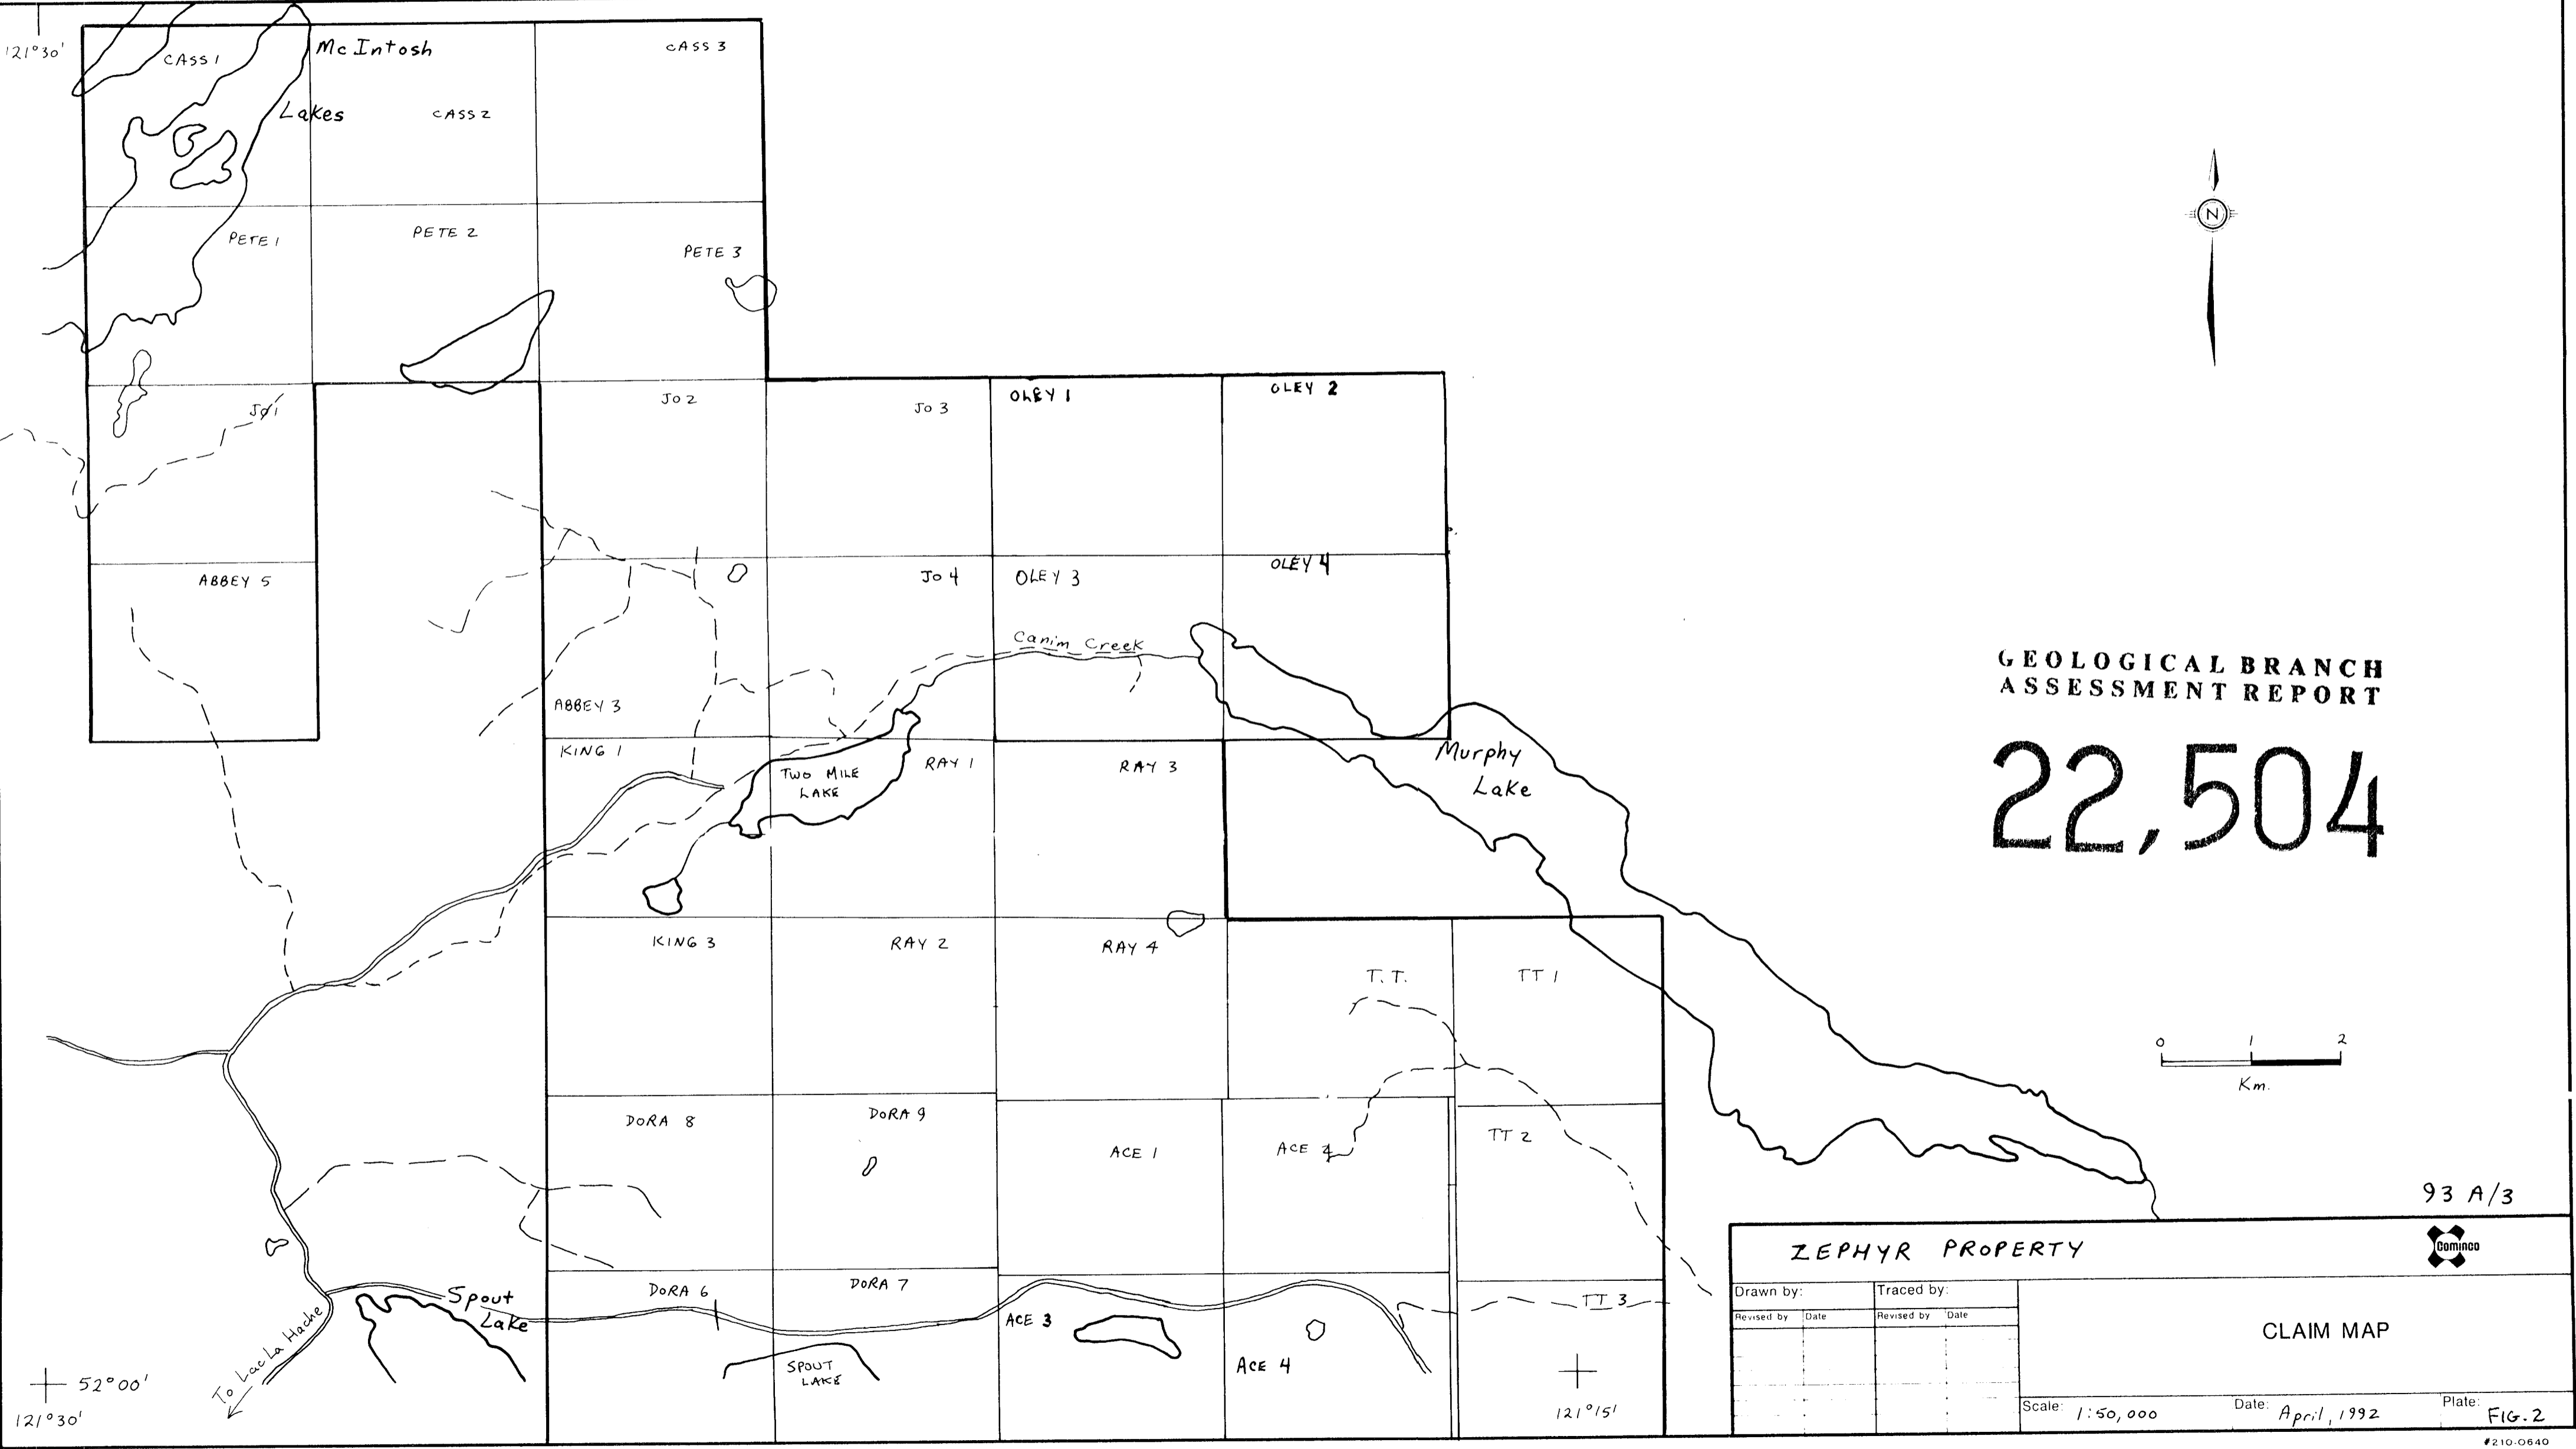 121°30'
CASS 1
McIntosh
Lakes
CASS 2
CASS 3
PETE 1
PETE 2
PETE 3
N
JO 1
JO 2
JO 3
OLEY 1
OLEY 2
ABBEY 5
JO 4
OLEY 3
OLEY 4
Canim Creek
ABBEY 3
KING 1
TWO MILE
LAKE
RAY 1
RAY 3
Murphy
Lake
GEOLOGICAL BRANCH
ASSESSMENT REPORT
22,504
KING 3
RAY 2
RAY 4
T.T.
TT 1
0 1 2
Km.
DORA 8
DORA 9
ACE 1
ACE
TT 2
93 A/3
DORA 6
DORA 7
Spout
Lake
ACE 3
TT 3
SPOUT
LAKE
ACE 4
To Lac La Hache
52°00'
121°30'
121°15'
ZEPHYR PROPERTY
Cominco
Drawn by: Traced by:
Revised by Date Revised by Date
CLAIM MAP
Scale: 1:50,000 Date: April, 1992 Plate: FIG. 2
#210-0640